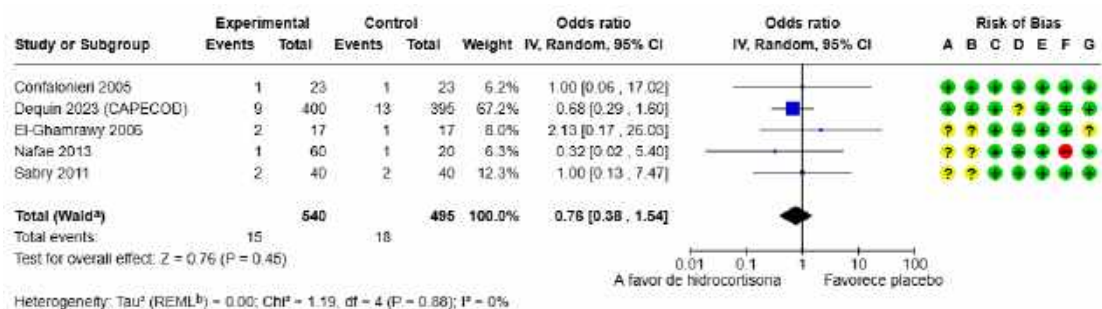 Experimental Control Odds ratio Odds ratio Risk of Bias
Study or Subgroup Events Total Events Total Weight IV, Random, 95% CI IV, Random, 95% CI A B C D E F G
Confalonieri 2005 1 23 1 23 6.2% 1.00 [0.06 , 17.02] + + + + + + +
Dequin 2023 (CAPECOD) 9 400 13 395 67.2% 0.68 [0.29 , 1.60] + + + ? + + +
El-Ghamrawy 2006 2 17 1 17 8.0% 2.13 [0.17 , 26.03] ? ? + + + + ?
Nafae 2013 1 60 1 20 6.3% 0.32 [0.02 , 5.40] ? ? + + + − +
Sabry 2011 2 40 2 40 12.3% 1.00 [0.13 , 7.47] ? ? + + + + +
Total (Waldᵃ) 540 495 100.0% 0.76 [0.38 , 1.54]
Total events: 15 18
Test for overall effect: Z = 0.76 (P = 0.45)
0.01 0.1 1 10 100
A favor de hidrocortisona Favorece placebo
Heterogeneity: Tau² (REMLᵇ) = 0.00; Chi² = 1.19, df = 4 (P = 0.88); I² = 0%